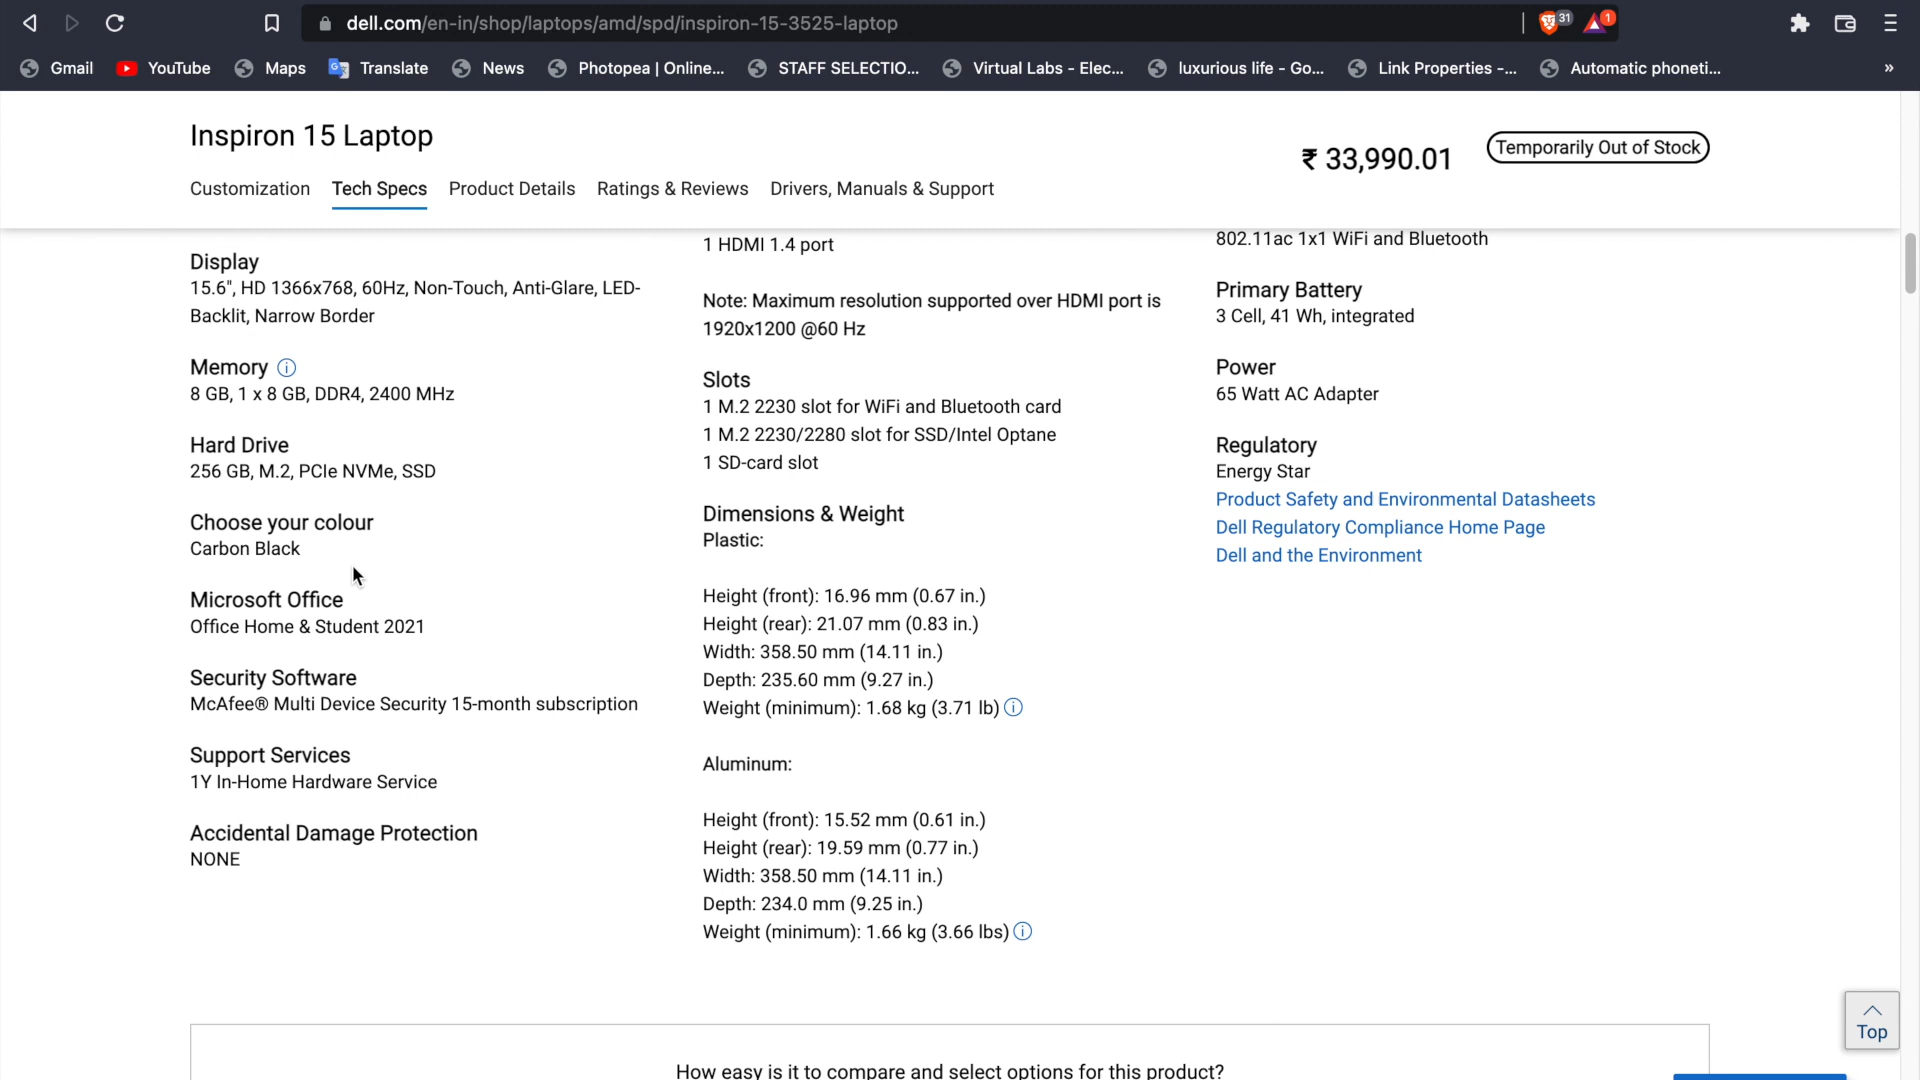 dell.com/en-in/shop/laptops/amd/spd/inspiron-15-3525-laptop
31
1
Gmail
YouTube
Maps
Translate
News
Photopea | Online...
STAFF SELECTIO...
Virtual Labs - Elec...
luxurious life - Go...
Link Properties -...
Automatic phoneti...
»
Inspiron 15 Laptop
₹ 33,990.01
Temporarily Out of Stock
Customization
Tech Specs
Product Details
Ratings & Reviews
Drivers, Manuals & Support
Display
15.6", HD 1366x768, 60Hz, Non-Touch, Anti-Glare, LED-
Backlit, Narrow Border
Memory
8 GB, 1 x 8 GB, DDR4, 2400 MHz
Hard Drive
256 GB, M.2, PCIe NVMe, SSD
Choose your colour
Carbon Black
Microsoft Office
Office Home & Student 2021
Security Software
McAfee® Multi Device Security 15-month subscription
Support Services
1Y In-Home Hardware Service
Accidental Damage Protection
NONE
1 HDMI 1.4 port
Note: Maximum resolution supported over HDMI port is
1920x1200 @60 Hz
Slots
1 M.2 2230 slot for WiFi and Bluetooth card
1 M.2 2230/2280 slot for SSD/Intel Optane
1 SD-card slot
Dimensions & Weight
Plastic:
Height (front): 16.96 mm (0.67 in.)
Height (rear): 21.07 mm (0.83 in.)
Width: 358.50 mm (14.11 in.)
Depth: 235.60 mm (9.27 in.)
Weight (minimum): 1.68 kg (3.71 lb)
Aluminum:
Height (front): 15.52 mm (0.61 in.)
Height (rear): 19.59 mm (0.77 in.)
Width: 358.50 mm (14.11 in.)
Depth: 234.0 mm (9.25 in.)
Weight (minimum): 1.66 kg (3.66 lbs)
802.11ac 1x1 WiFi and Bluetooth
Primary Battery
3 Cell, 41 Wh, integrated
Power
65 Watt AC Adapter
Regulatory
Energy Star
Product Safety and Environmental Datasheets
Dell Regulatory Compliance Home Page
Dell and the Environment
Top
How easy is it to compare and select options for this product?